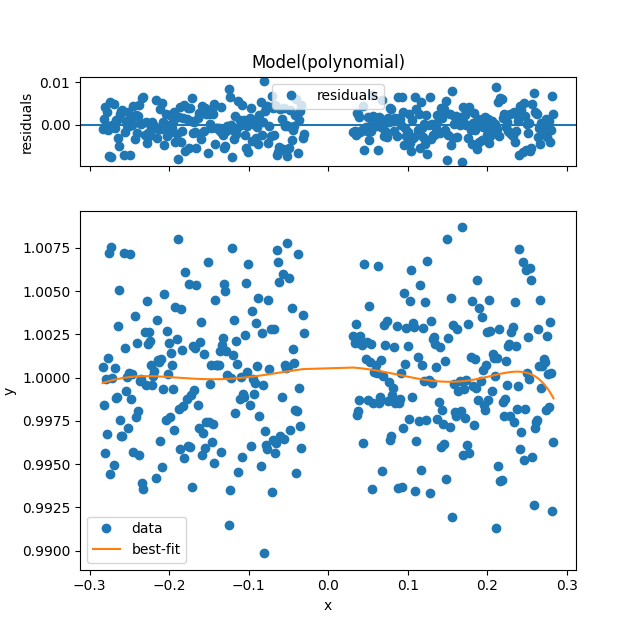 Model(polynomial)
0.01
0.00
residuals
residuals
1.0075
1.0050
1.0025
1.0000
0.9975
0.9950
0.9925
0.9900
y
data
best-fit
−0.3 −0.2 −0.1 0.0 0.1 0.2 0.3
x